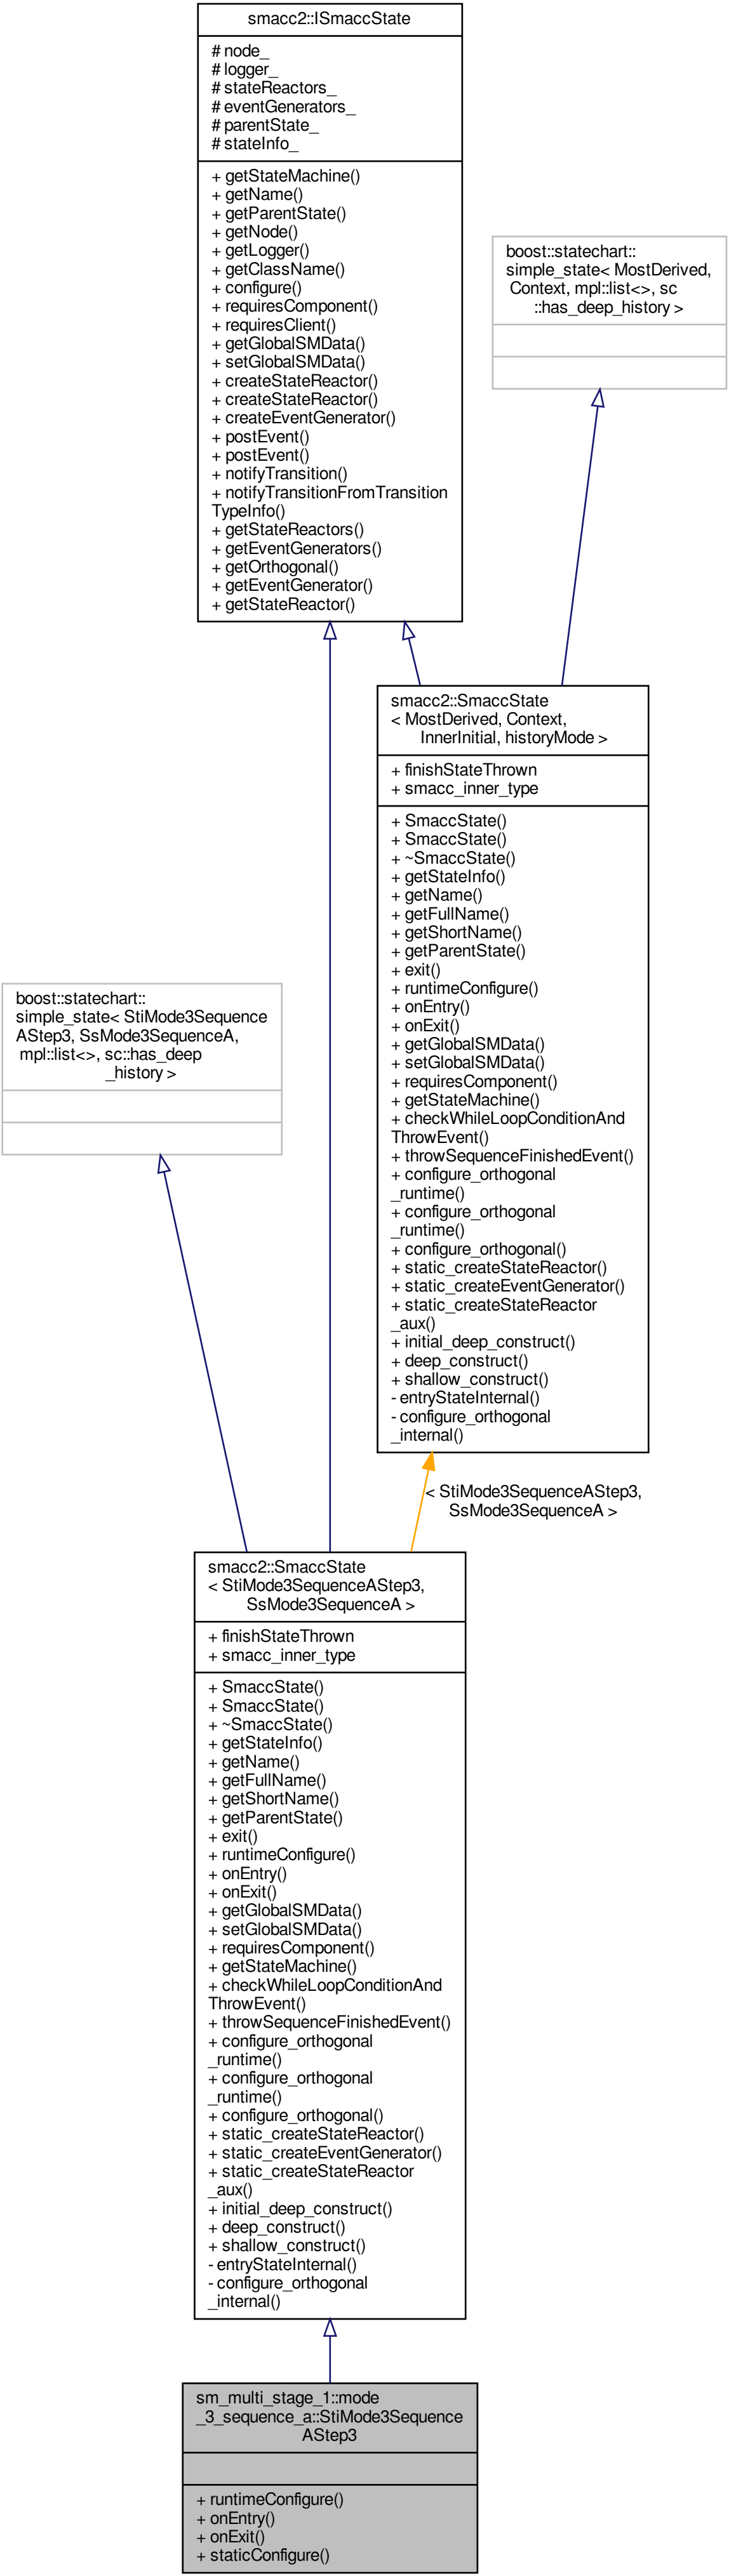 smacc2::ISmaccState
# node_
# logger_
# stateReactors_
# eventGenerators_
# parentState_
# stateInfo_
+ getStateMachine()
+ getName()
+ getParentState()
+ getNode()
+ getLogger()
+ getClassName()
+ configure()
+ requiresComponent()
+ requiresClient()
+ getGlobalSMData()
+ setGlobalSMData()
+ createStateReactor()
+ createStateReactor()
+ createEventGenerator()
+ postEvent()
+ postEvent()
+ notifyTransition()
+ notifyTransitionFromTransition
TypeInfo()
+ getStateReactors()
+ getEventGenerators()
+ getOrthogonal()
+ getEventGenerator()
+ getStateReactor()
boost::statechart::
simple_state< MostDerived,
Context, mpl::list<>, sc
::has_deep_history >
smacc2::SmaccState
< MostDerived, Context,
InnerInitial, historyMode >
+ finishStateThrown
+ smacc_inner_type
+ SmaccState()
+ SmaccState()
+ ~SmaccState()
+ getStateInfo()
+ getName()
+ getFullName()
+ getShortName()
+ getParentState()
+ exit()
+ runtimeConfigure()
+ onEntry()
+ onExit()
+ getGlobalSMData()
+ setGlobalSMData()
+ requiresComponent()
+ getStateMachine()
+ checkWhileLoopConditionAnd
ThrowEvent()
+ throwSequenceFinishedEvent()
+ configure_orthogonal
_runtime()
+ configure_orthogonal
_runtime()
+ configure_orthogonal()
+ static_createStateReactor()
+ static_createEventGenerator()
+ static_createStateReactor
_aux()
+ initial_deep_construct()
+ deep_construct()
+ shallow_construct()
- entryStateInternal()
- configure_orthogonal
_internal()
boost::statechart::
simple_state< StiMode3Sequence
AStep3, SsMode3SequenceA,
mpl::list<>, sc::has_deep
_history >
< StiMode3SequenceAStep3,
SsMode3SequenceA >
smacc2::SmaccState
< StiMode3SequenceAStep3,
SsMode3SequenceA >
+ finishStateThrown
+ smacc_inner_type
+ SmaccState()
+ SmaccState()
+ ~SmaccState()
+ getStateInfo()
+ getName()
+ getFullName()
+ getShortName()
+ getParentState()
+ exit()
+ runtimeConfigure()
+ onEntry()
+ onExit()
+ getGlobalSMData()
+ setGlobalSMData()
+ requiresComponent()
+ getStateMachine()
+ checkWhileLoopConditionAnd
ThrowEvent()
+ throwSequenceFinishedEvent()
+ configure_orthogonal
_runtime()
+ configure_orthogonal
_runtime()
+ configure_orthogonal()
+ static_createStateReactor()
+ static_createEventGenerator()
+ static_createStateReactor
_aux()
+ initial_deep_construct()
+ deep_construct()
+ shallow_construct()
- entryStateInternal()
- configure_orthogonal
_internal()
sm_multi_stage_1::mode
_3_sequence_a::StiMode3Sequence
AStep3
+ runtimeConfigure()
+ onEntry()
+ onExit()
+ staticConfigure()